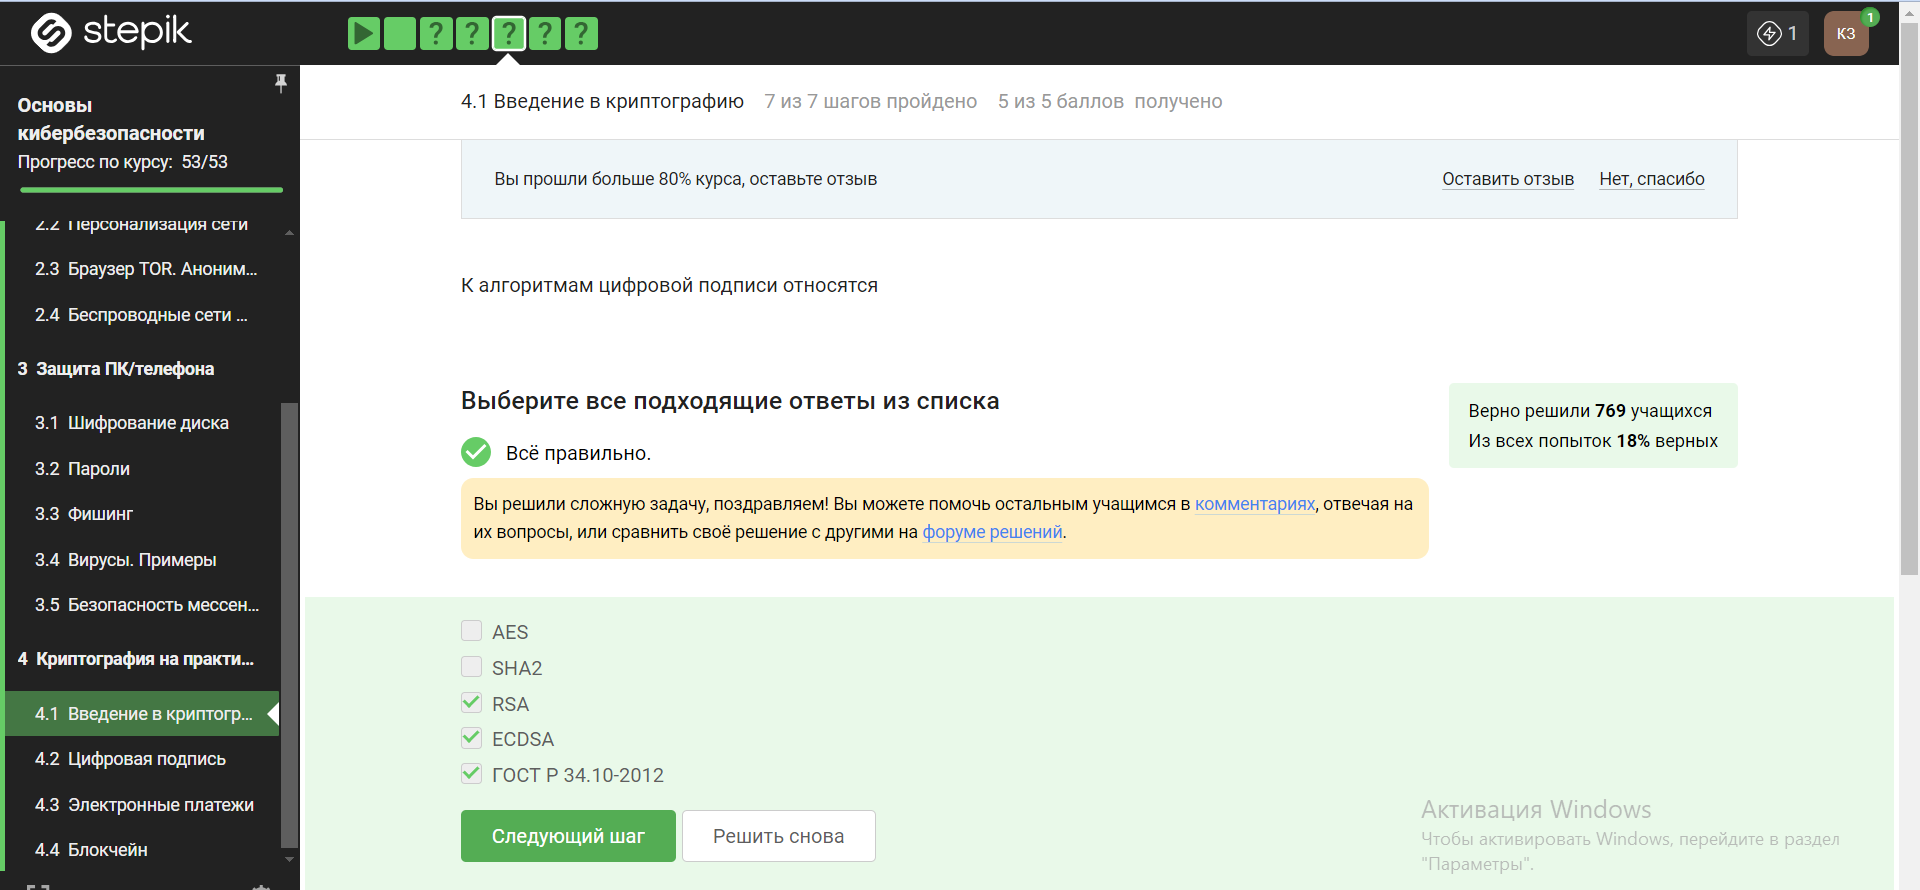 stepik
? ? ? ? ?
1
КЗ
1
Основы
кибербезопасности
Прогресс по курсу: 53/53
2.2 Персонализация сети
2.3 Браузер TOR. Аноним...
2.4 Беспроводные сети ...
3 Защита ПК/телефона
3.1 Шифрование диска
3.2 Пароли
3.3 Фишинг
3.4 Вирусы. Примеры
3.5 Безопасность мессен...
4 Криптография на практи...
4.1 Введение в криптогр...
4.2 Цифровая подпись
4.3 Электронные платежи
4.4 Блокчейн
4.1 Введение в криптографию 7 из 7 шагов пройдено 5 из 5 баллов получено
Вы прошли больше 80% курса, оставьте отзыв Оставить отзыв Нет, спасибо
К алгоритмам цифровой подписи относятся
Выберите все подходящие ответы из списка
Верно решили 769 учащихся
Из всех попыток 18% верных
Всё правильно.
Вы решили сложную задачу, поздравляем! Вы можете помочь остальным учащимся в комментариях, отвечая на
их вопросы, или сравнить своё решение с другими на форуме решений.
AES
SHA2
RSA
ECDSA
ГОСТ Р 34.10-2012
Следующий шаг Решить снова
Активация Windows
Чтобы активировать Windows, перейдите в раздел
"Параметры".